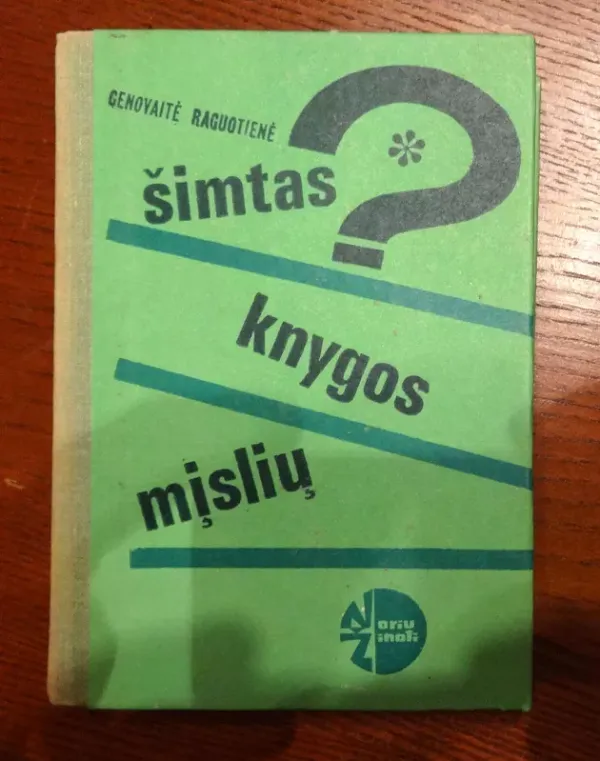 GENOVAITĖ RAGUOTIENĖ
šimtas
?
*
knygos
mįslių
Noriu
Žinoti